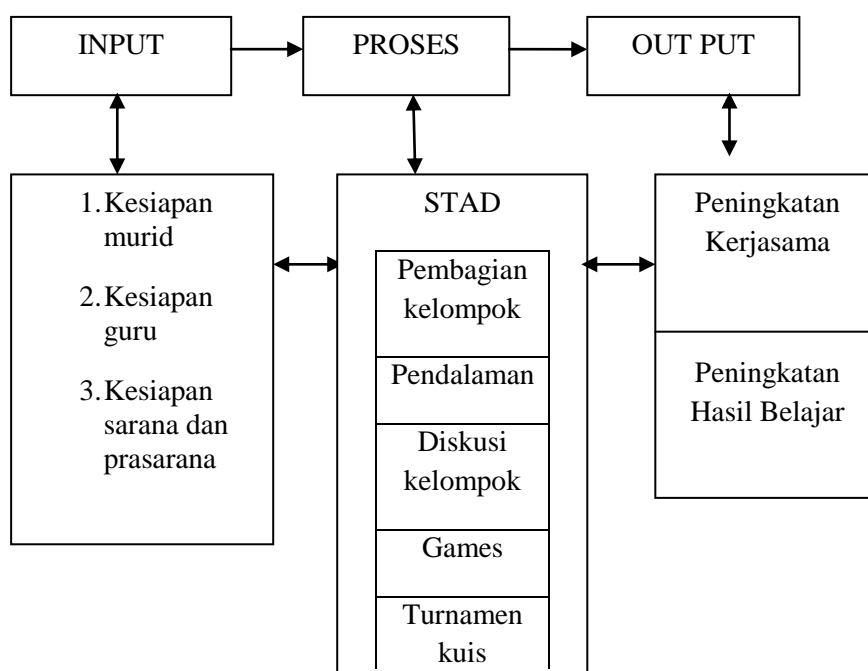 INPUT
PROSES
OUT PUT
1. Kesiapan
murid
2. Kesiapan
guru
3. Kesiapan
sarana dan
prasarana
STAD
Pembagian
kelompok
Pendalaman
Diskusi
kelompok
Games
Turnamen
kuis
Peningkatan
Kerjasama
Peningkatan
Hasil Belajar